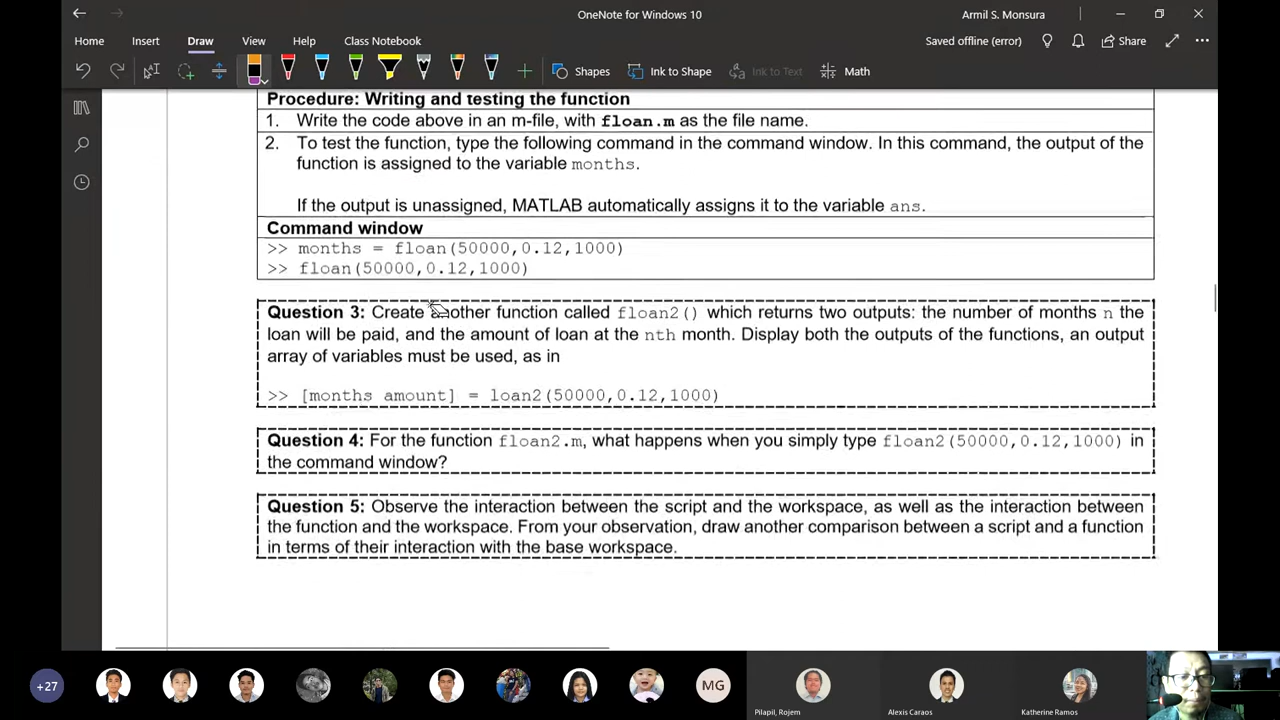 OneNote for Windows 10
Armil S. Monsura
Home Insert Draw View Help Class Notebook
Saved offline (error) Share
Shapes Ink to Shape Ink to Text Math
Procedure: Writing and testing the function
1. Write the code above in an m-file, with floan.m as the file name.
2. To test the function, type the following command in the command window. In this command, the output of the
function is assigned to the variable months.
If the output is unassigned, MATLAB automatically assigns it to the variable ans.
Command window
>> months = floan(50000,0.12,1000)
>> floan(50000,0.12,1000)
Question 3: Create another function called floan2() which returns two outputs: the number of months n the
loan will be paid, and the amount of loan at the nth month. Display both the outputs of the functions, an output
array of variables must be used, as in
>> [months amount] = loan2(50000,0.12,1000)
Question 4: For the function floan2.m, what happens when you simply type floan2(50000,0.12,1000) in
the command window?
Question 5: Observe the interaction between the script and the workspace, as well as the interaction between
the function and the workspace. From your observation, draw another comparison between a script and a function
in terms of their interaction with the base workspace.
+27
MG
Pilapil, Rojem
Alexis Caraos
Katherine Ramos